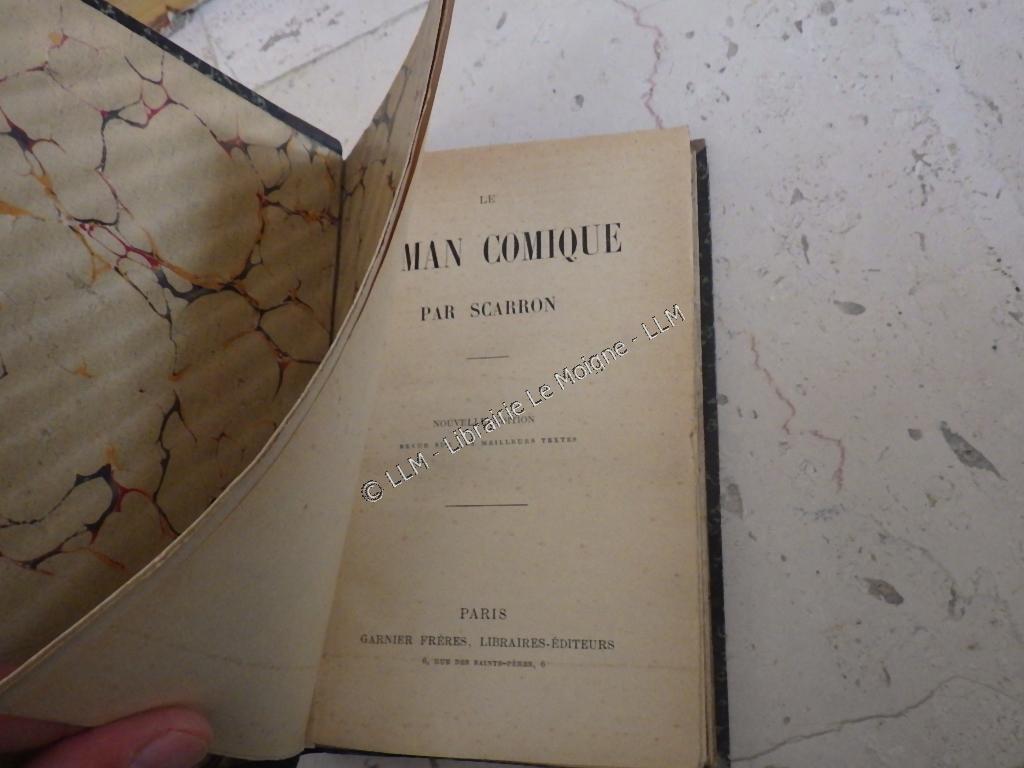 LE
MAN COMIQUE
PAR SCARRON
NOUVELLE
MEILLEURS TEXTES
© LLM - Librairie Le Moigne - LLM
PARIS
GARNIER FRÈRES, LIBRAIRES-ÉDITEURS
6, RUE DES SAINTS-PÈRES, 6